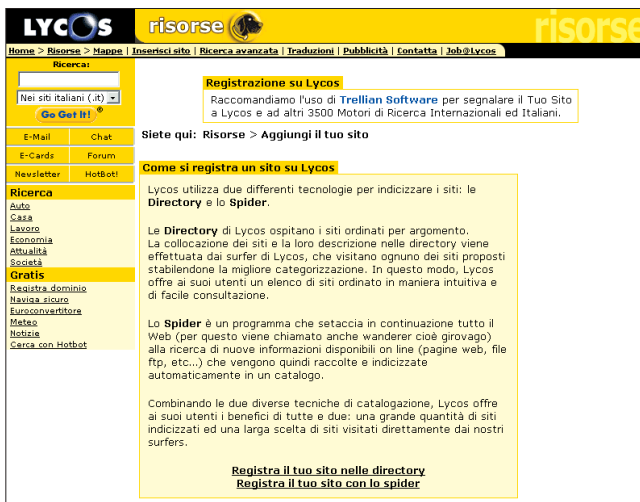 LYCOS risorse risorse
Home > Risorse > Mappe | Inserisci sito | Ricerca avanzata | Traduzioni | Pubblicità | Contatta | Job@Lycos
Ricerca:
Nei siti italiani (.it)
Go Get It! ®
E-Mail Chat
E-Cards Forum
Newsletter HotBot!
Ricerca
Auto
Casa
Lavoro
Economia
Attualità
Società
Gratis
Registra dominio
Naviga sicuro
Euroconvertitore
Meteo
Notizie
Cerca con Hotbot
Registrazione su Lycos
Raccomandiamo l'uso di Trellian Software per segnalare il Tuo Sito
a Lycos e ad altri 3500 Motori di Ricerca Internazionali ed Italiani.
Siete qui: Risorse > Aggiungi il tuo sito
Come si registra un sito su Lycos
Lycos utilizza due differenti tecnologie per indicizzare i siti: le
Directory e lo Spider.
Le Directory di Lycos ospitano i siti ordinati per argomento.
La collocazione dei siti e la loro descrizione nelle directory viene
effettuata dai surfer di Lycos, che visitano ognuno dei siti proposti
stabilendone la migliore categorizzazione. In questo modo, Lycos
offre ai suoi utenti un elenco di siti ordinato in maniera intuitiva e
di facile consultazione.
Lo Spider è un programma che setaccia in continuazione tutto il
Web (per questo viene chiamato anche wanderer cioè girovago)
alla ricerca di nuove informazioni disponibili on line (pagine web, file
ftp, etc...) che vengono quindi raccolte e indicizzate
automaticamente in un catalogo.
Combinando le due diverse tecniche di catalogazione, Lycos offre
ai suoi utenti i benefici di tutte e due: una grande quantità di siti
indicizzati ed una larga scelta di siti visitati direttamente dai nostri
surfers.
Registra il tuo sito nelle directory
Registra il tuo sito con lo spider